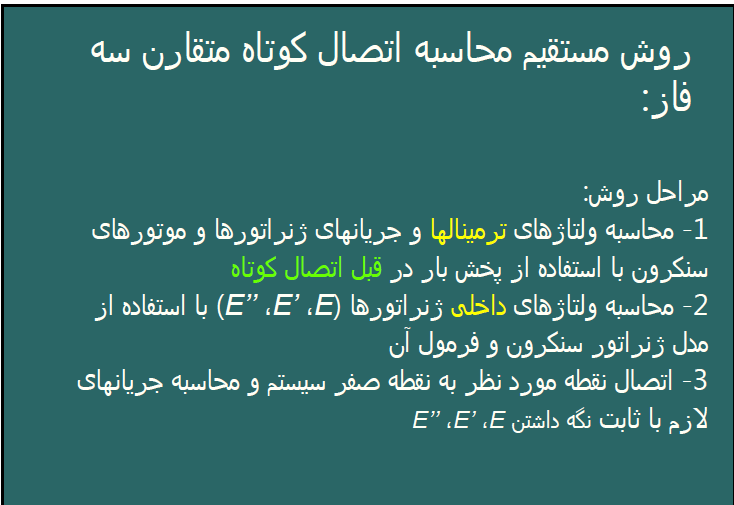 روش مستقیم محاسبه اتصال کوتاه متقارن سه
فاز:
مراحل روش:
1- محاسبه ولتاژهای ترمینالها و جریانهای ژنراتورها و موتورهای
سنکرون با استفاده از پخش بار در قبل اتصال کوتاه
2- محاسبه ولتاژهای داخلی ژنراتورها (E’’ ،E’ ،E) با استفاده از
مدل ژنراتور سنکرون و فرمول آن
3- اتصال نقطه مورد نظر به نقطه صفر سیستم و محاسبه جریانهای
لازم با ثابت نگه داشتن E’’ ،E’ ،E